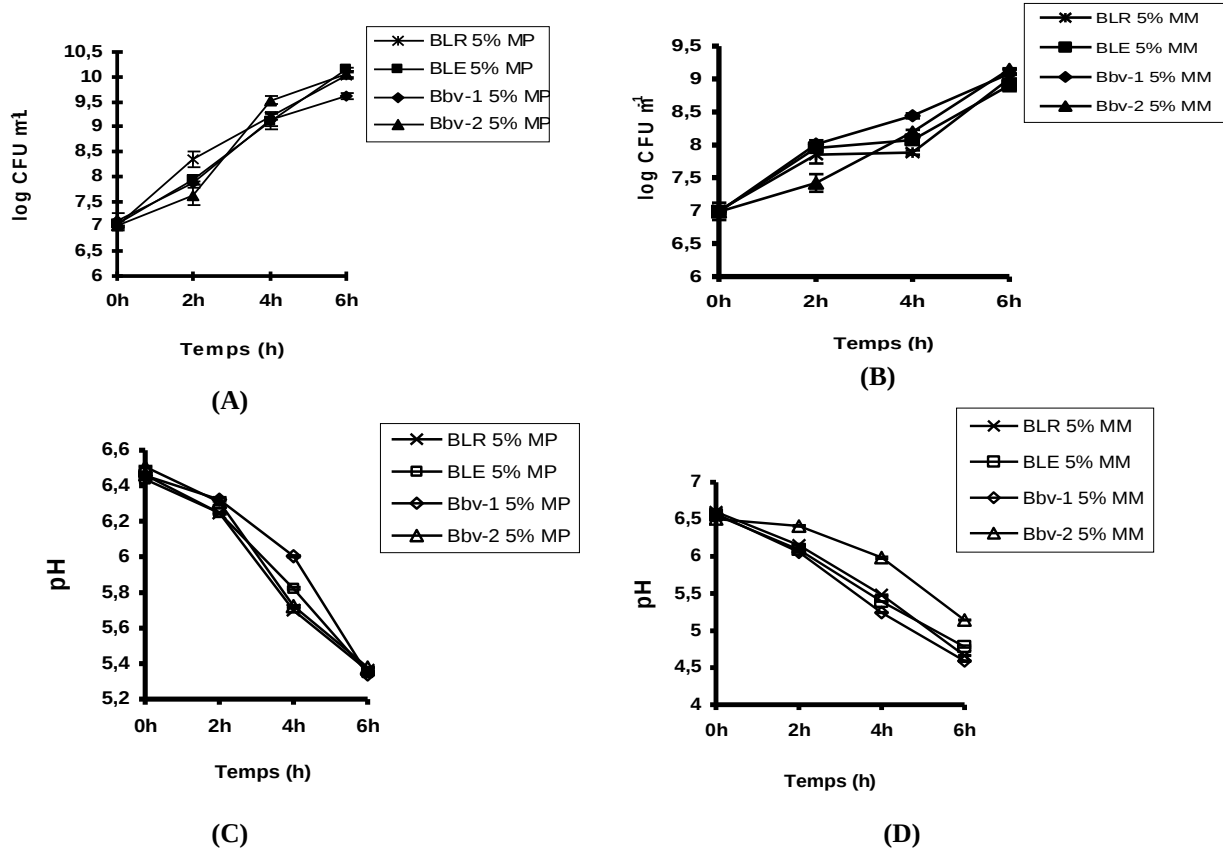 BLR 5% MP
BLE 5% MP
Bbv-1 5% MP
Bbv-2 5% MP
10,5
10
9,5
9
8,5
8
7,5
7
6,5
6
log CFU ml
0h 2h 4h 6h
Temps (h)
(A)
BLR 5% MM
BLE 5% MM
Bbv-1 5% MM
Bbv-2 5% MM
9,5
9
8,5
8
7,5
7
6,5
6
log CFU m-1
0h 2h 4h 6h
Temps (h)
(B)
BLR 5% MP
BLE 5% MP
Bbv-1 5% MP
Bbv-2 5% MP
6,6
6,4
6,2
6
5,8
5,6
5,4
5,2
pH
0h 2h 4h 6h
Temps (h)
(C)
BLR 5% MM
BLE 5% MM
Bbv-1 5% MM
Bbv-2 5% MM
7
6,5
6
5,5
5
4,5
4
pH
0h 2h 4h 6h
Temps (h)
(D)